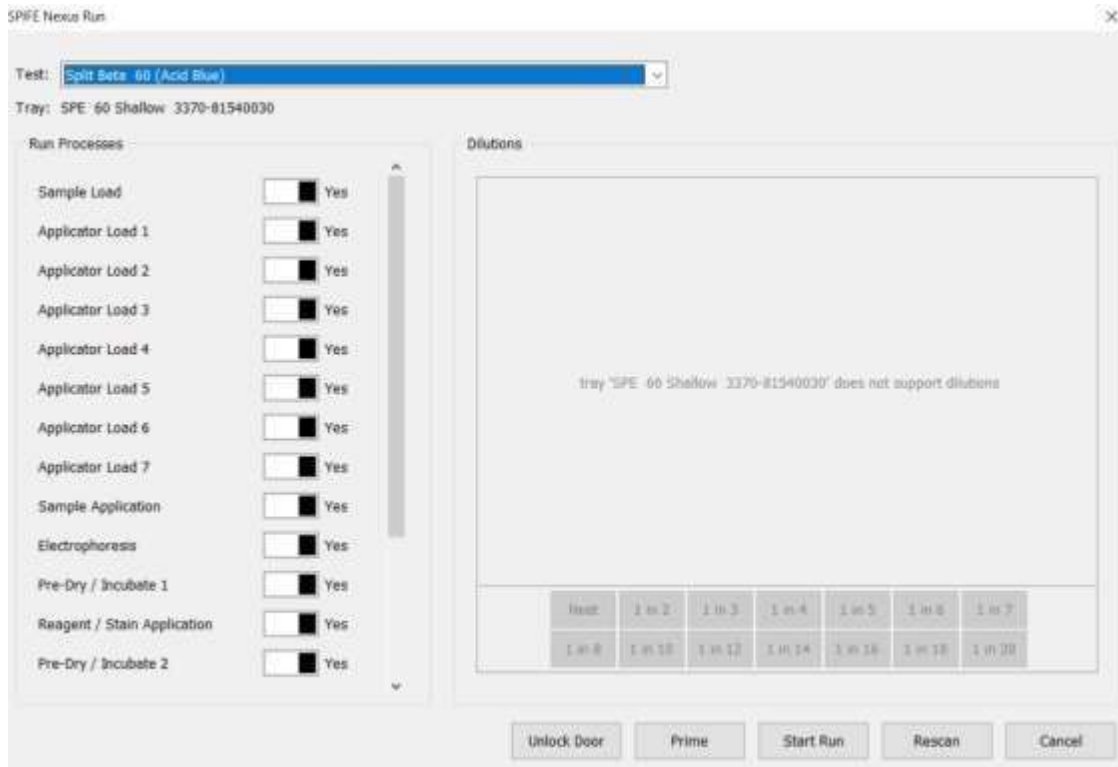 SPIFE Nexus Run
Test: Split Beta 60 (Acid Blue)
Tray: SPE 60 Shallow 3370-81540030
Run Processes
Sample Load Yes
Applicator Load 1 Yes
Applicator Load 2 Yes
Applicator Load 3 Yes
Applicator Load 4 Yes
Applicator Load 5 Yes
Applicator Load 6 Yes
Applicator Load 7 Yes
Sample Application Yes
Electrophoresis Yes
Pre-Dry / Incubate 1 Yes
Reagent / Stain Application Yes
Pre-Dry / Incubate 2 Yes
Dilutions
tray 'SPE 60 Shallow 3370-81540030' does not support dilutions
Neat 1 in 2 1 in 3 1 in 4 1 in 5 1 in 6 1 in 7
1 in 8 1 in 10 1 in 12 1 in 14 1 in 16 1 in 18 1 in 20
Unlock Door Prime Start Run Rescan Cancel